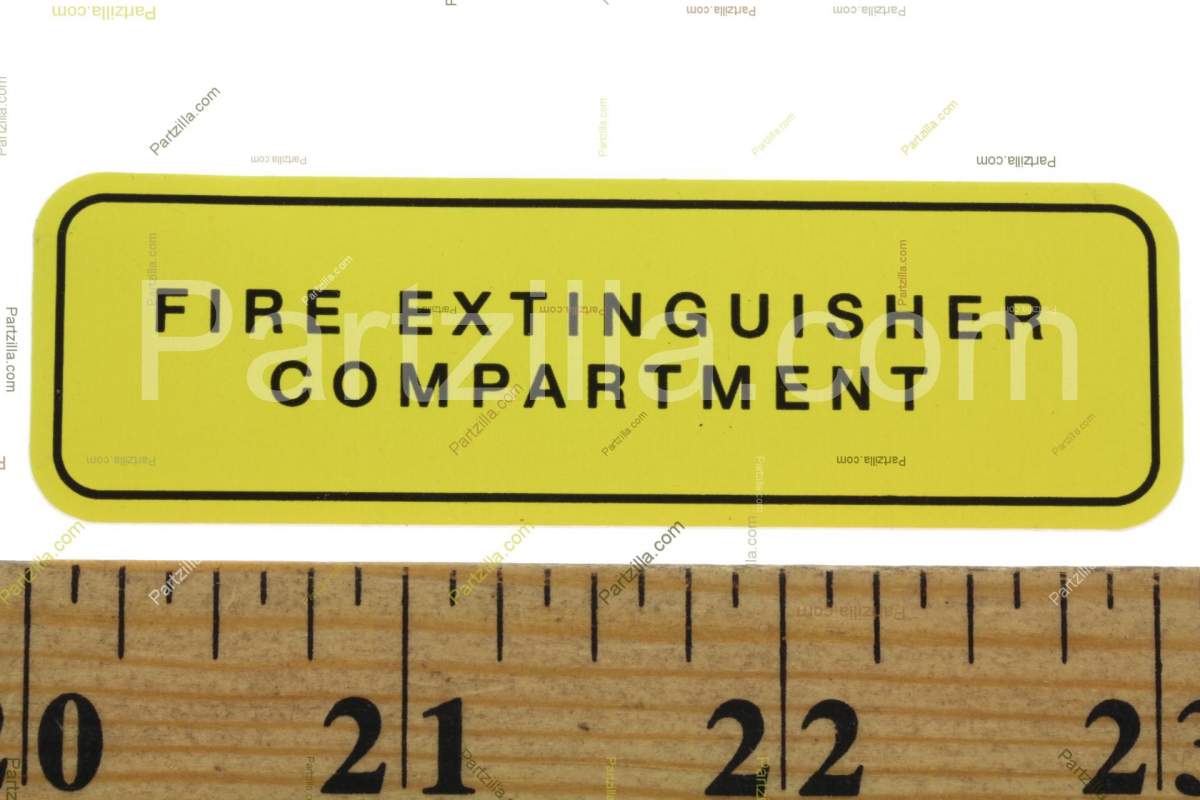 FIRE EXTINGUISHER
COMPARTMENT
Partzilla.com
20
21
22
23